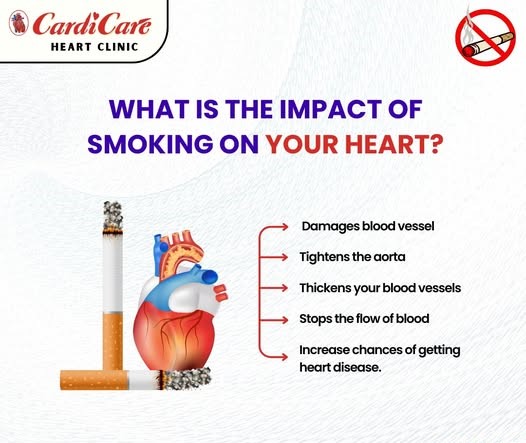 CardiCare
HEART CLINIC
WHAT IS THE IMPACT OF
SMOKING ON YOUR HEART?
Damages blood vessel
Tightens the aorta
Thickens your blood vessels
Stops the flow of blood
Increase chances of getting
heart disease.